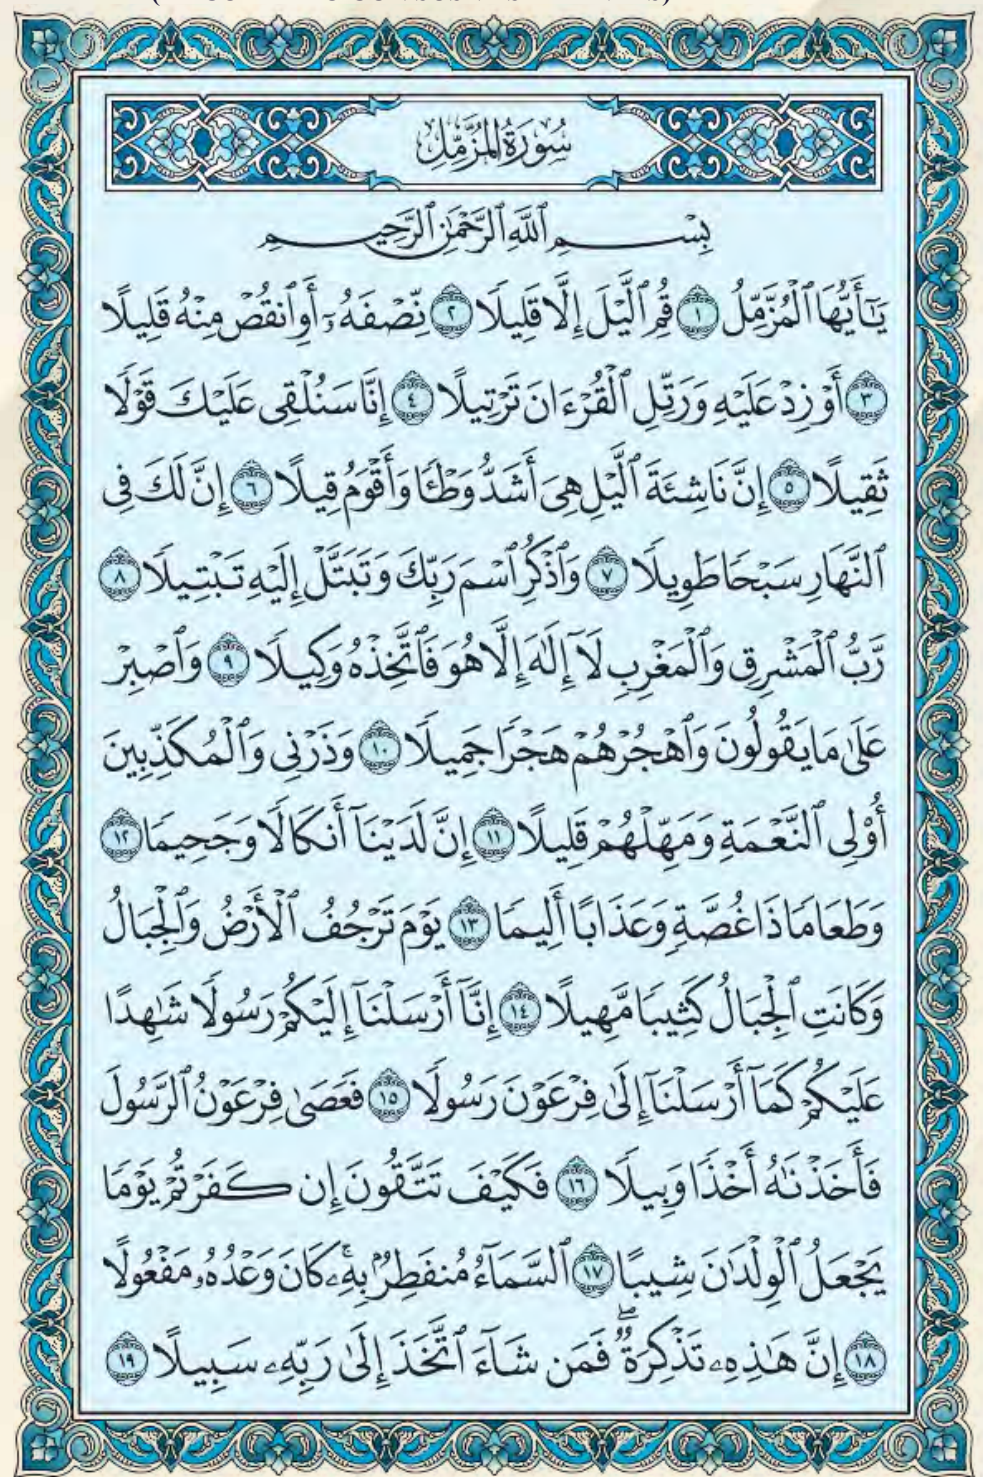 سُورَةُ الْمُزَّمِّلِ
بِسْمِ ٱللَّهِ ٱلرَّحْمَٰنِ ٱلرَّحِيمِ
يَٰٓأَيُّهَا ٱلْمُزَّمِّلُ ١ قُمِ ٱلَّيْلَ إِلَّا قَلِيلًا ٢ نِّصْفَهُۥٓ أَوِ ٱنقُصْ مِنْهُ قَلِيلًا
٣ أَوْ زِدْ عَلَيْهِ وَرَتِّلِ ٱلْقُرْءَانَ تَرْتِيلًا ٤ إِنَّا سَنُلْقِى عَلَيْكَ قَوْلًا
ثَقِيلًا ٥ إِنَّ نَاشِئَةَ ٱلَّيْلِ هِىَ أَشَدُّ وَطْـًٔا وَأَقْوَمُ قِيلًا ٦ إِنَّ لَكَ فِى
ٱلنَّهَارِ سَبْحًا طَوِيلًا ٧ وَٱذْكُرِ ٱسْمَ رَبِّكَ وَتَبَتَّلْ إِلَيْهِ تَبْتِيلًا ٨
رَّبُّ ٱلْمَشْرِقِ وَٱلْمَغْرِبِ لَآ إِلَٰهَ إِلَّا هُوَ فَٱتَّخِذْهُ وَكِيلًا ٩ وَٱصْبِرْ
عَلَىٰ مَا يَقُولُونَ وَٱهْجُرْهُمْ هَجْرًا جَمِيلًا ١٠ وَذَرْنِى وَٱلْمُكَذِّبِينَ
أُو۟لِى ٱلنَّعْمَةِ وَمَهِّلْهُمْ قَلِيلًا ١١ إِنَّ لَدَيْنَآ أَنكَالًا وَجَحِيمًا ١٢
وَطَعَامًا ذَا غُصَّةٍ وَعَذَابًا أَلِيمًا ١٣ يَوْمَ تَرْجُفُ ٱلْأَرْضُ وَٱلْجِبَالُ
وَكَانَتِ ٱلْجِبَالُ كَثِيبًا مَّهِيلًا ١٤ إِنَّآ أَرْسَلْنَآ إِلَيْكُمْ رَسُولًا شَٰهِدًا
عَلَيْكُمْ كَمَآ أَرْسَلْنَآ إِلَىٰ فِرْعَوْنَ رَسُولًا ١٥ فَعَصَىٰ فِرْعَوْنُ ٱلرَّسُولَ
فَأَخَذْنَٰهُ أَخْذًا وَبِيلًا ١٦ فَكَيْفَ تَتَّقُونَ إِن كَفَرْتُمْ يَوْمًا
يَجْعَلُ ٱلْوِلْدَٰنَ شِيبًا ١٧ ٱلسَّمَآءُ مُنفَطِرٌۢ بِهِۦۚ كَانَ وَعْدُهُۥ مَفْعُولًا
١٨ إِنَّ هَٰذِهِۦ تَذْكِرَةٌۖ فَمَن شَآءَ ٱتَّخَذَ إِلَىٰ رَبِّهِۦ سَبِيلًا ١٩